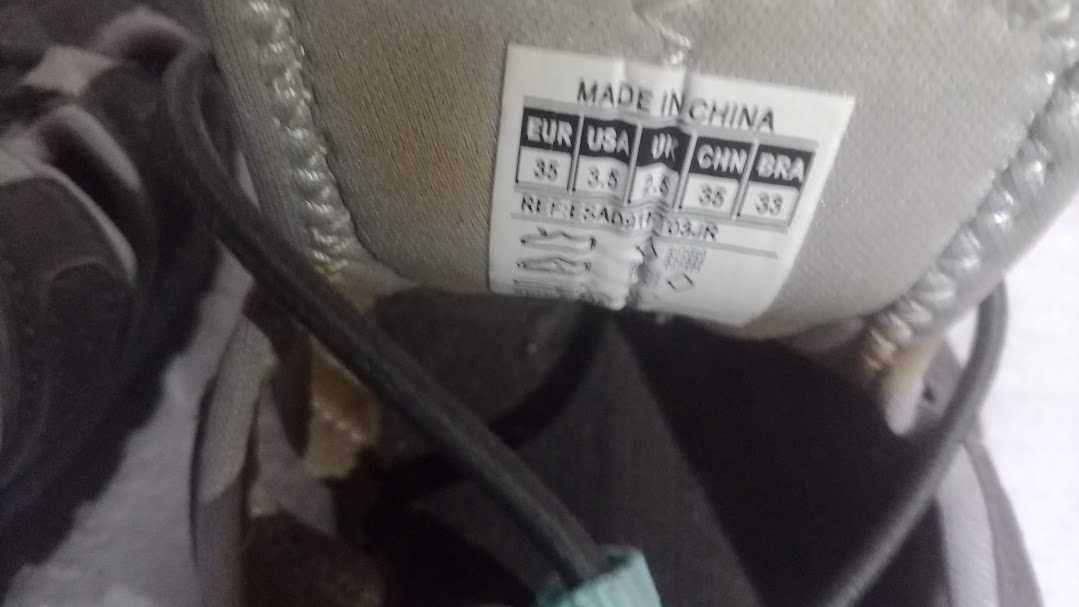 MADE IN CHINA
EUR USA UK CHN BRA
35 3.5 2.5 35 33